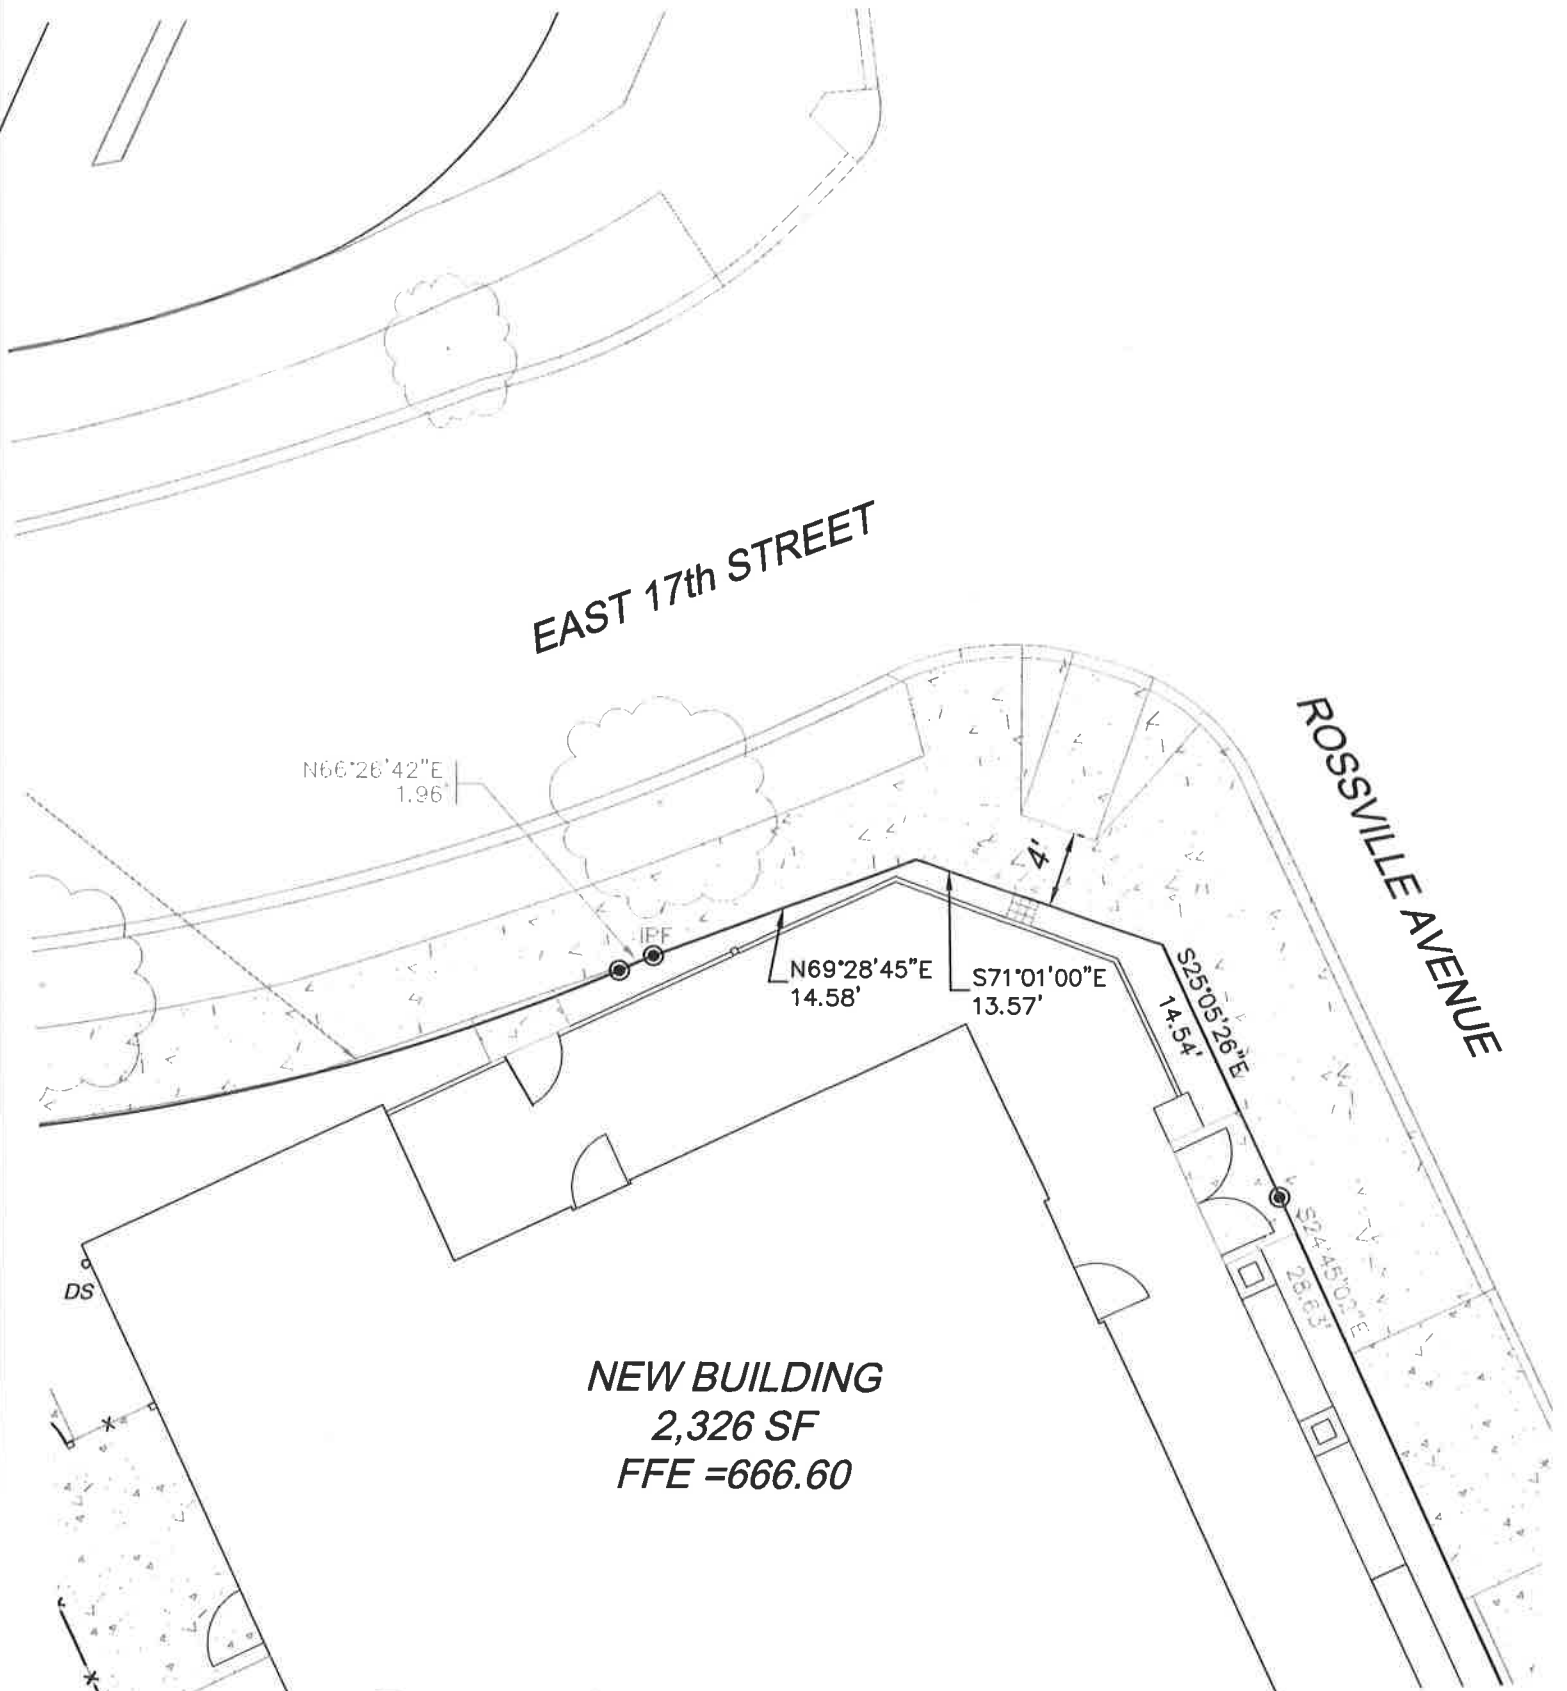 EAST 17th STREET
ROSSVILLE AVENUE
N66°26'42"E
1.96'
IPF
4'
N69°28'45"E
14.58'
S71°01'00"E
13.57'
S25°05'26"E
14.54'
S24°45'02"E
28.63'
DS
NEW BUILDING
2,326 SF
FFE =666.60